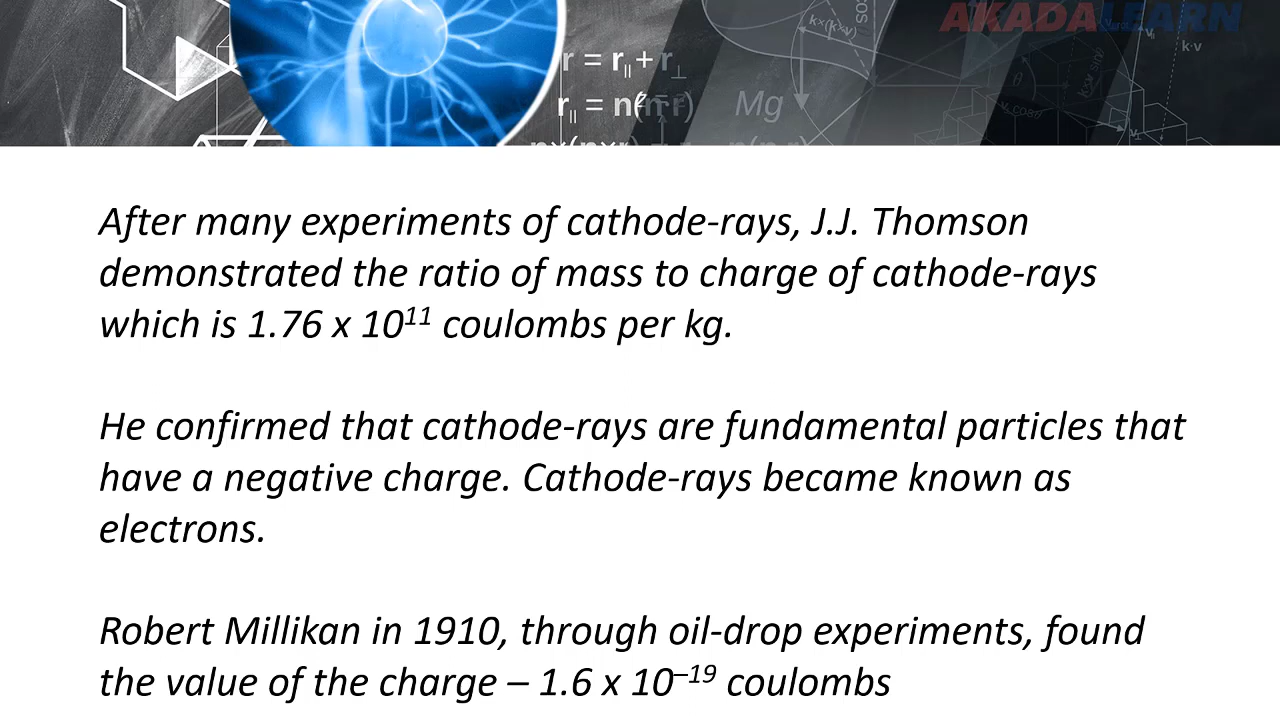 AKADALEARN
r = r∥ + r⊥
k×(k×v)
k·v
r∥ = n(n·r) Mg
After many experiments of cathode-rays, J.J. Thomson
demonstrated the ratio of mass to charge of cathode-rays
which is 1.76 x 10¹¹ coulombs per kg.
He confirmed that cathode-rays are fundamental particles that
have a negative charge. Cathode-rays became known as
electrons.
Robert Millikan in 1910, through oil-drop experiments, found
the value of the charge – 1.6 x 10⁻¹⁹ coulombs